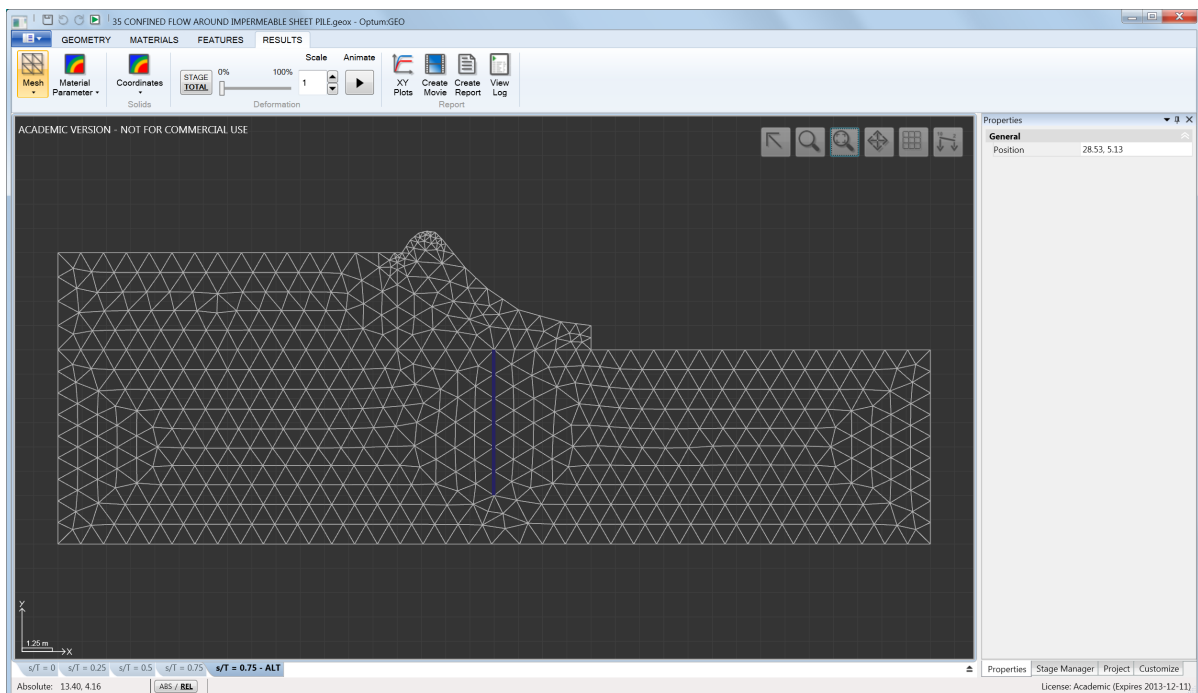 35 CONFINED FLOW AROUND IMPERMEABLE SHEET PILE.geox - Optum:GEO
GEOMETRY MATERIALS FEATURES RESULTS
Mesh
Material
Parameter
Coordinates
Solids
STAGE
TOTAL
0% 100%
Scale
1
Animate
Deformation
XY
Plots
Create
Movie
Create
Report
View
Log
Report
ACADEMIC VERSION - NOT FOR COMMERCIAL USE
Properties
General
Position 28.53, 5.13
Y
1.25 m
X
s/T = 0 s/T = 0.25 s/T = 0.5 s/T = 0.75 s/T = 0.75 - ALT
Properties Stage Manager Project Customize
Absolute: 13.40, 4.16 ABS / REL License: Academic (Expires 2013-12-11)